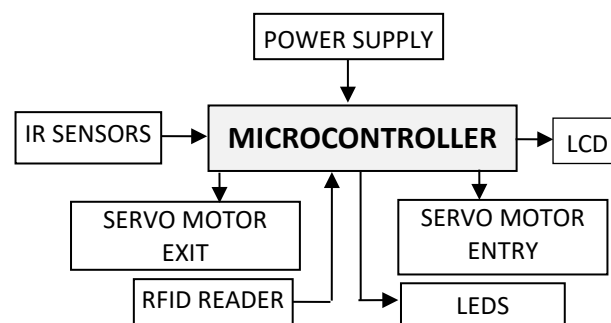 POWER SUPPLY
IR SENSORS
MICROCONTROLLER
LCD
SERVO MOTOR
EXIT
SERVO MOTOR
ENTRY
RFID READER
LEDS